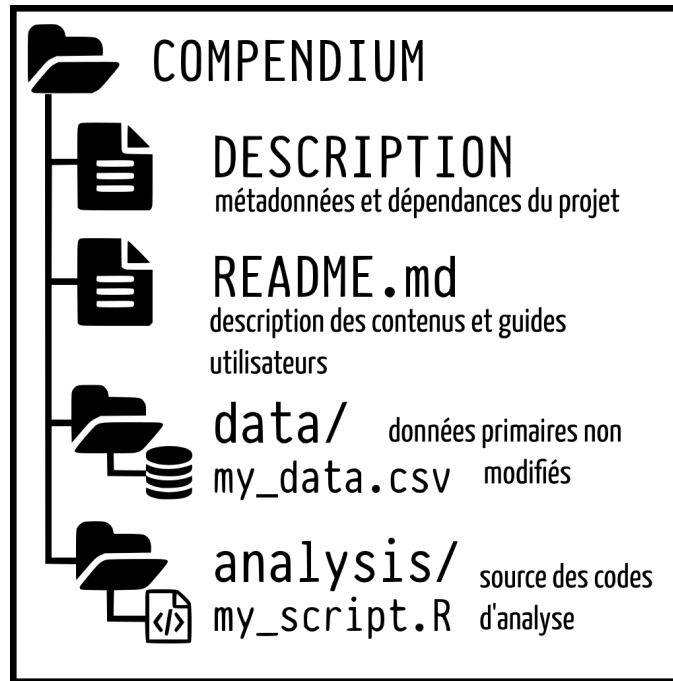 COMPENDIUM
DESCRIPTION
métadonnées et dépendances du projet
README.md
description des contenus et guides
utilisateurs
data/
données primaires non
modifiés
my_data.csv
analysis/
source des codes
d'analyse
my_script.R
</>